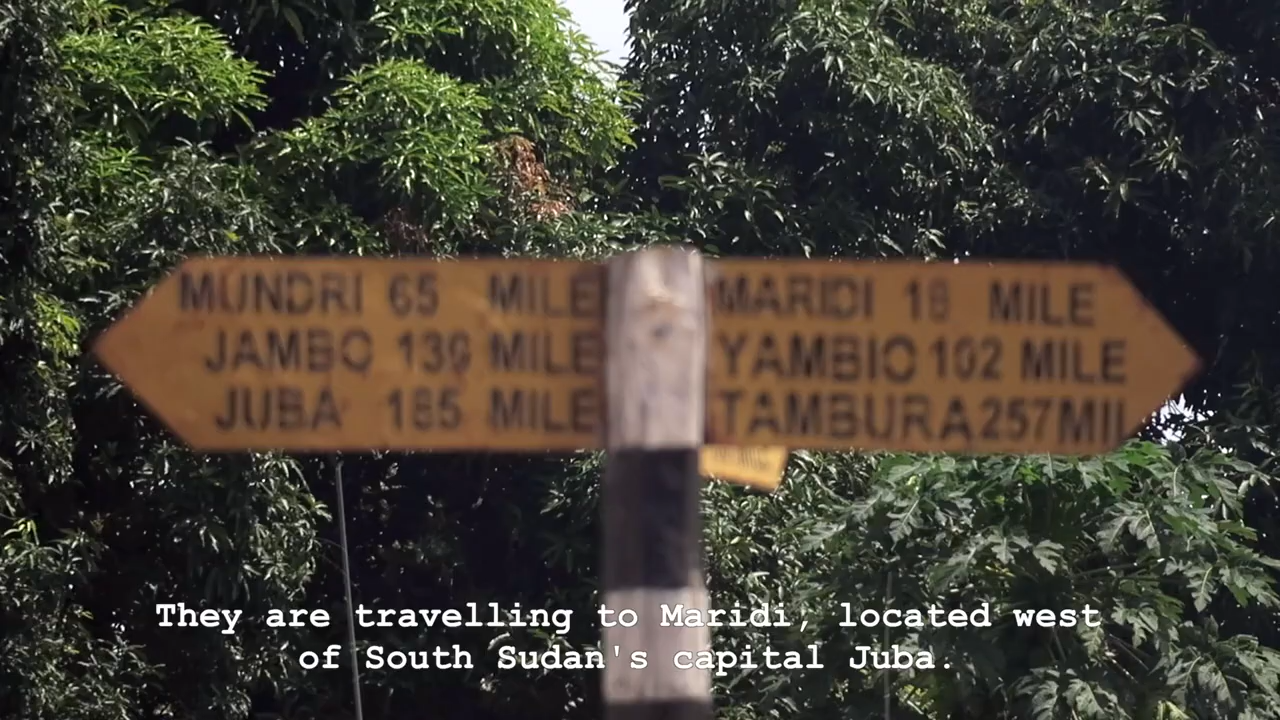 MUNDRI 65 MILE
JAMBO 139 MILE
JUBA 185 MILE
MARIDI 18 MILE
YAMBIO 102 MILE
TAMBURA 257 MIL
They are travelling to Maridi, located west
of South Sudan's capital Juba.